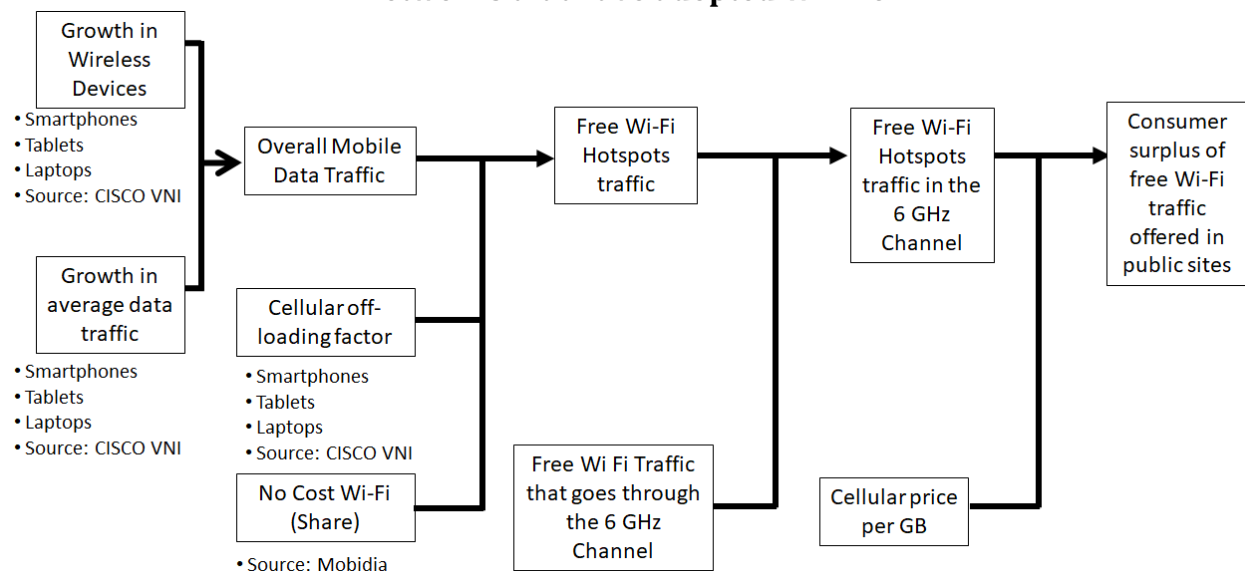 Growth in
Wireless
Devices
• Smartphones
• Tablets
• Laptops
• Source: CISCO VNI
Growth in
average data
traffic
• Smartphones
• Tablets
• Laptops
• Source: CISCO VNI
Overall Mobile
Data Traffic
Cellular off-
loading factor
• Smartphones
• Tablets
• Laptops
• Source: CISCO VNI
No Cost Wi-Fi
(Share)
• Source: Mobidia
Free Wi-Fi
Hotspots
traffic
Free Wi Fi Traffic
that goes through
the 6 GHz
Channel
Free Wi-Fi
Hotspots
traffic in the
6 GHz
Channel
Cellular price
per GB
Consumer
surplus of
free Wi-Fi
traffic
offered in
public sites